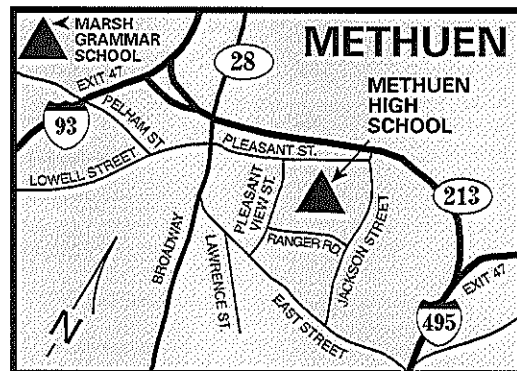 MARSH
GRAMMAR
SCHOOL
METHUEN
EXIT 47
28
METHUEN
HIGH
SCHOOL
93
PELHAM ST.
PLEASANT ST.
LOWELL STREET
213
PLEASANT
VIEW ST.
RANGER RD.
JACKSON STREET
BROADWAY
LAWRENCE ST.
EAST STREET
EXIT 47
495
N